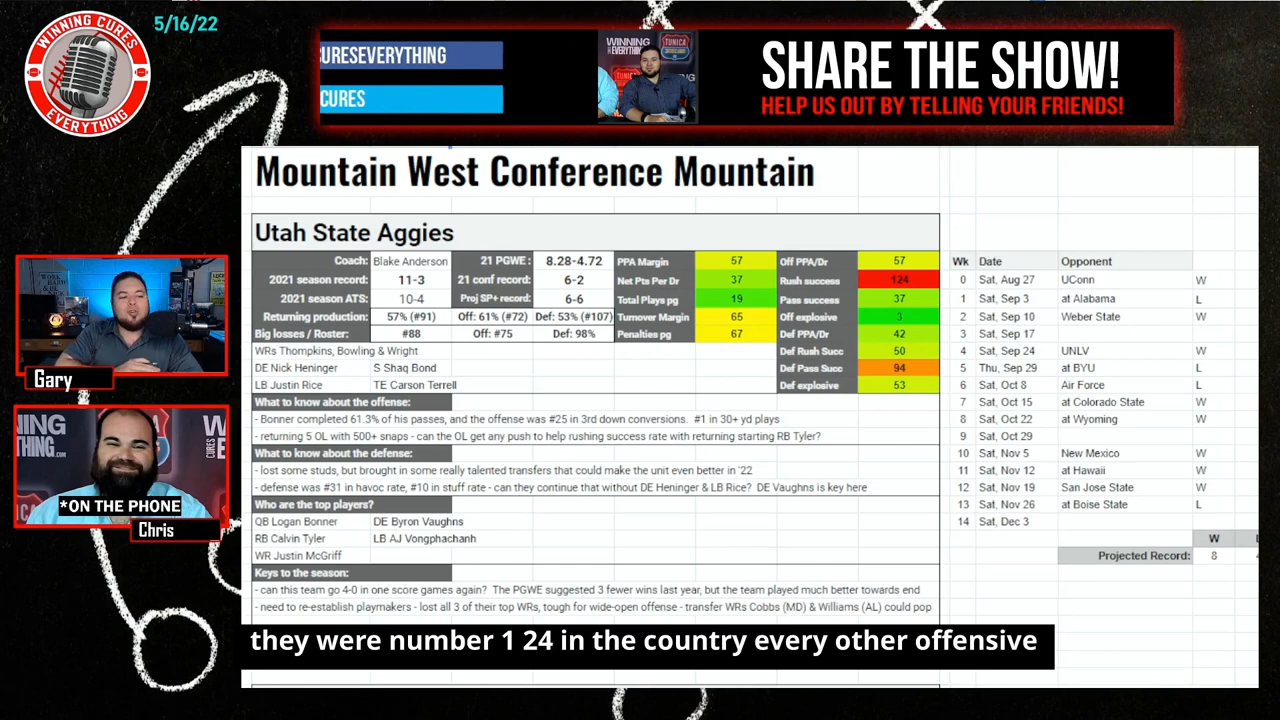 WINNING CURES
EVERYTHING
5/16/22
CURESEVERYTHING
CURES
WINNING
EVERYTHING
TUNICA
SHARE THE SHOW!
HELP US OUT BY TELLING YOUR FRIENDS!
Mountain West Conference Mountain
Utah State Aggies
Coach: Blake Anderson 21 PGWE : 8.28-4.72 PPA Margin 57 Off PPA/Dr 57
2021 season record: 11-3 21 conf record: 6-2 Net Pts Per Dr 37 Rush success 124
2021 season ATS: 10-4 Proj SP+ record: 6-6 Total Plays pg 19 Pass success 37
Returning production: 57% (#91) Off: 61% (#72) Def: 53% (#107) Turnover Margin 65 Off explosive 3
Big losses / Roster: #88 Off: #75 Def: 98% Penalties pg 67 Def PPA/Dr 42
WRs Thompkins, Bowling & Wright Def Rush Succ 50
DE Nick Heninger S Shaq Bond Def Pass Succ 94
LB Justin Rice TE Carson Terrell Def explosive 53
What to know about the offense:
- Bonner completed 61.3% of his passes, and the offense was #25 in 3rd down conversions. #1 in 30+ yd plays
- returning 5 OL with 500+ snaps - can the OL get any push to help rushing success rate with returning starting RB Tyler?
What to know about the defense:
- lost some studs, but brought in some really talented transfers that could make the unit even better in '22
- defense was #31 in havoc rate, #10 in stuff rate - can they continue that without DE Heninger & LB Rice? DE Vaughns is key here
Who are the top players?
QB Logan Bonner DE Byron Vaughns
RB Calvin Tyler LB AJ Vongphachanh
WR Justin McGriff
Keys to the season:
- can this team go 4-0 in one score games again? The PGWE suggested 3 fewer wins last year, but the team played much better towards end
- need to re-establish playmakers - lost all 3 of their top WRs, tough for wide-open offense - transfer WRs Cobbs (MD) & Williams (AL) could pop
Wk Date Opponent
0 Sat, Aug 27 UConn W
1 Sat, Sep 3 at Alabama L
2 Sat, Sep 10 Weber State W
3 Sat, Sep 17
4 Sat, Sep 24 UNLV W
5 Thu, Sep 29 at BYU L
6 Sat, Oct 8 Air Force L
7 Sat, Oct 15 at Colorado State W
8 Sat, Oct 22 at Wyoming W
9 Sat, Oct 29
10 Sat, Nov 5 New Mexico W
11 Sat, Nov 12 at Hawaii W
12 Sat, Nov 19 San Jose State W
13 Sat, Nov 26 at Boise State L
14 Sat, Dec 3
W
Projected Record: 8
Gary
*ON THE PHONE
Chris
they were number 1 24 in the country every other offensive